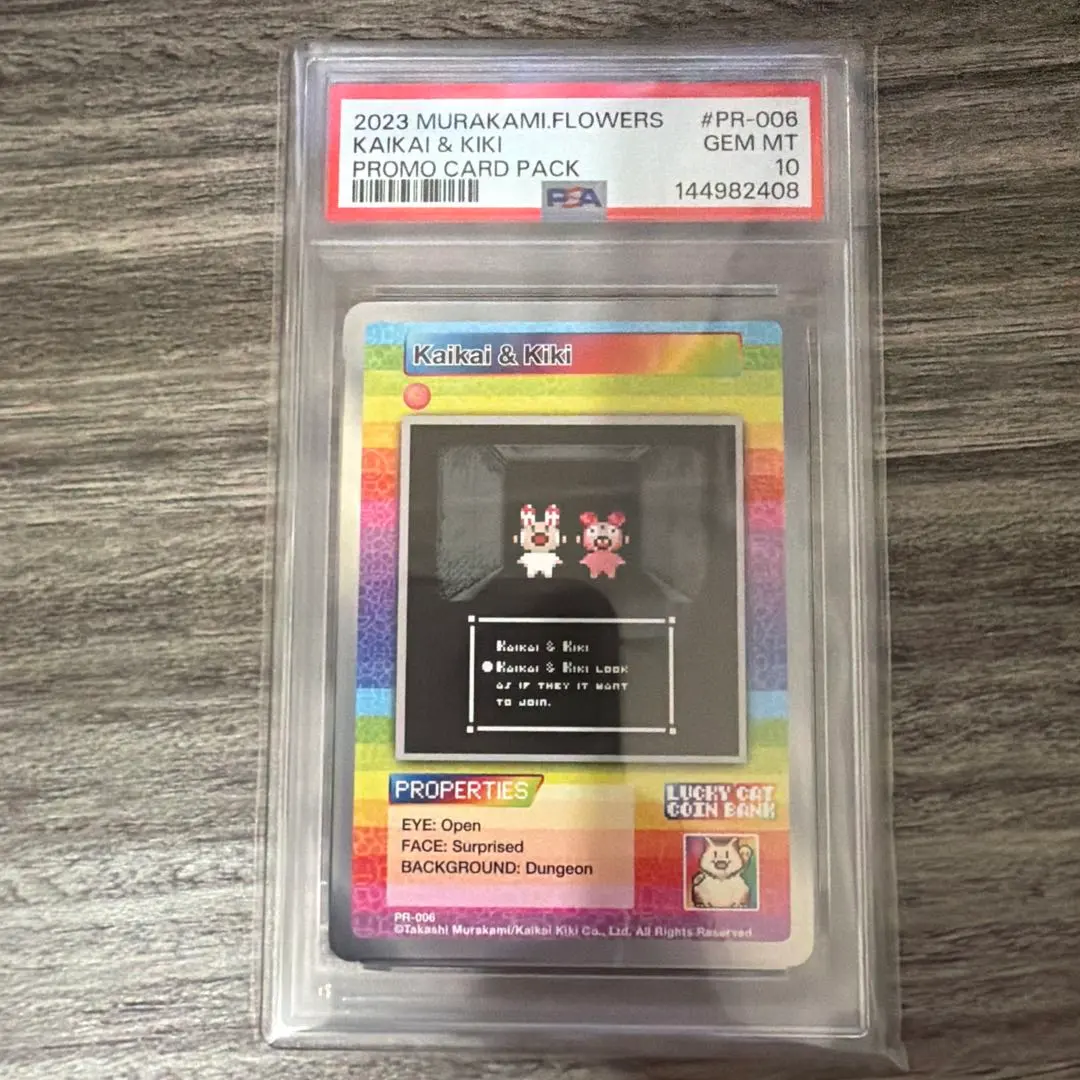 2023 MURAKAMI.FLOWERS #PR-006
KAIKAI & KIKI GEM MT
PROMO CARD PACK 10
PSA 144982408
Kaikai & Kiki
KAIKAI & KIKI
●KAIKAI & KIKI LOOK
AS IF THEY IT WANT
TO JOIN.
PROPERTIES
LUCKY CAT
COIN BANK
EYE: Open
FACE: Surprised
BACKGROUND: Dungeon
PR-006
©Takashi Murakami/Kaikai Kiki Co., Ltd. All Rights Reserved.